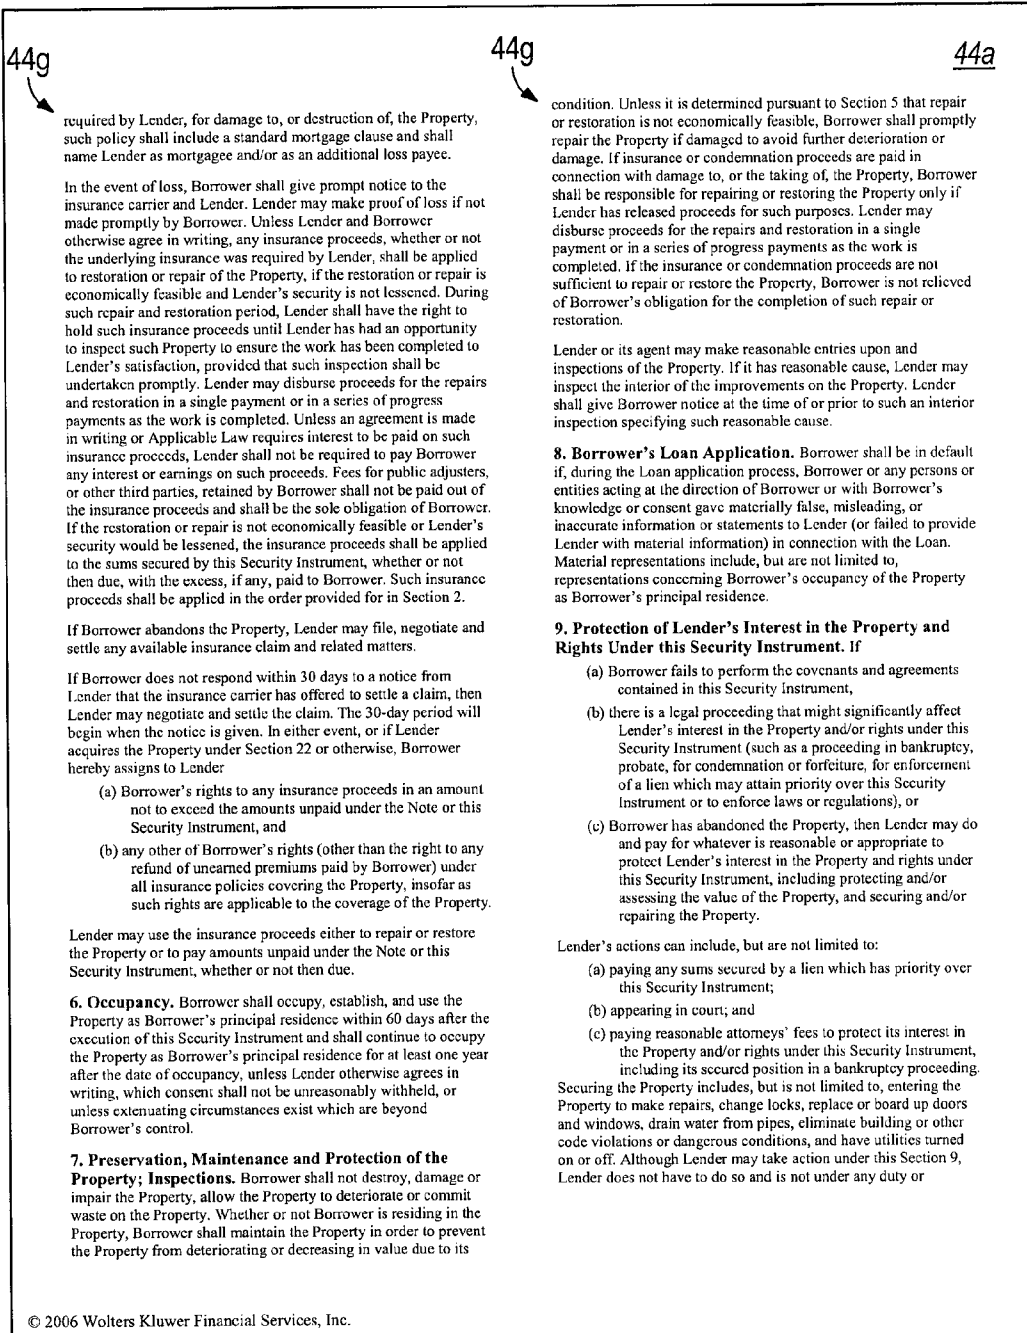 44g
44g
44a
required by Lender, for damage to, or destruction of, the Property,
such policy shall include a standard mortgage clause and shall
name Lender as mortgagee and/or as an additional loss payee.
In the event of loss, Borrower shall give prompt notice to the
insurance carrier and Lender. Lender may make proof of loss if not
made promptly by Borrower. Unless Lender and Borrower
otherwise agree in writing, any insurance proceeds, whether or not
the underlying insurance was required by Lender, shall be applied
to restoration or repair of the Property, if the restoration or repair is
economically feasible and Lender's security is not lessened. During
such repair and restoration period, Lender shall have the right to
hold such insurance proceeds until Lender has had an opportunity
to inspect such Property to ensure the work has been completed to
Lender's satisfaction, provided that such inspection shall be
undertaken promptly. Lender may disburse proceeds for the repairs
and restoration in a single payment or in a series of progress
payments as the work is completed. Unless an agreement is made
in writing or Applicable Law requires interest to be paid on such
insurance proceeds, Lender shall not be required to pay Borrower
any interest or earnings on such proceeds. Fees for public adjusters,
or other third parties, retained by Borrower shall not be paid out of
the insurance proceeds and shall be the sole obligation of Borrower.
If the restoration or repair is not economically feasible or Lender's
security would be lessened, the insurance proceeds shall be applied
to the sums secured by this Security Instrument, whether or not
then due, with the excess, if any, paid to Borrower. Such insurance
proceeds shall be applied in the order provided for in Section 2.
If Borrower abandons the Property, Lender may file, negotiate and
settle any available insurance claim and related matters.
If Borrower does not respond within 30 days to a notice from
Lender that the insurance carrier has offered to settle a claim, then
Lender may negotiate and settle the claim. The 30-day period will
begin when the notice is given. In either event, or if Lender
acquires the Property under Section 22 or otherwise, Borrower
hereby assigns to Lender
(a) Borrower's rights to any insurance proceeds in an amount
not to exceed the amounts unpaid under the Note or this
Security Instrument, and
(b) any other of Borrower's rights (other than the right to any
refund of unearned premiums paid by Borrower) under
all insurance policies covering the Property, insofar as
such rights are applicable to the coverage of the Property.
Lender may use the insurance proceeds either to repair or restore
the Property or to pay amounts unpaid under the Note or this
Security Instrument, whether or not then due.
6. Occupancy. Borrower shall occupy, establish, and use the
Property as Borrower's principal residence within 60 days after the
execution of this Security Instrument and shall continue to occupy
the Property as Borrower's principal residence for at least one year
after the date of occupancy, unless Lender otherwise agrees in
writing, which consent shall not be unreasonably withheld, or
unless extenuating circumstances exist which are beyond
Borrower's control.
7. Preservation, Maintenance and Protection of the
Property; Inspections. Borrower shall not destroy, damage or
impair the Property, allow the Property to deteriorate or commit
waste on the Property. Whether or not Borrower is residing in the
Property, Borrower shall maintain the Property in order to prevent
the Property from deteriorating or decreasing in value due to its
condition. Unless it is determined pursuant to Section 5 that repair
or restoration is not economically feasible, Borrower shall promptly
repair the Property if damaged to avoid further deterioration or
damage. If insurance or condemnation proceeds are paid in
connection with damage to, or the taking of, the Property, Borrower
shall be responsible for repairing or restoring the Property only if
Lender has released proceeds for such purposes. Lender may
disburse proceeds for the repairs and restoration in a single
payment or in a series of progress payments as the work is
completed. If the insurance or condemnation proceeds are not
sufficient to repair or restore the Property, Borrower is not relieved
of Borrower's obligation for the completion of such repair or
restoration.
Lender or its agent may make reasonable entries upon and
inspections of the Property. If it has reasonable cause, Lender may
inspect the interior of the improvements on the Property. Lender
shall give Borrower notice at the time of or prior to such an interior
inspection specifying such reasonable cause.
8. Borrower's Loan Application. Borrower shall be in default
if, during the Loan application process, Borrower or any persons or
entities acting at the direction of Borrower or with Borrower's
knowledge or consent gave materially false, misleading, or
inaccurate information or statements to Lender (or failed to provide
Lender with material information) in connection with the Loan.
Material representations include, but are not limited to,
representations concerning Borrower's occupancy of the Property
as Borrower's principal residence.
9. Protection of Lender's Interest in the Property and
Rights Under this Security Instrument. If
(a) Borrower fails to perform the covenants and agreements
contained in this Security Instrument,
(b) there is a legal proceeding that might significantly affect
Lender's interest in the Property and/or rights under this
Security Instrument (such as a proceeding in bankruptcy,
probate, for condemnation or forfeiture, for enforcement
of a lien which may attain priority over this Security
Instrument or to enforce laws or regulations), or
(c) Borrower has abandoned the Property, then Lender may do
and pay for whatever is reasonable or appropriate to
protect Lender's interest in the Property and rights under
this Security Instrument, including protecting and/or
assessing the value of the Property, and securing and/or
repairing the Property.
Lender's actions can include, but are not limited to:
(a) paying any sums secured by a lien which has priority over
this Security Instrument;
(b) appearing in court; and
(c) paying reasonable attorneys' fees to protect its interest in
the Property and/or rights under this Security Instrument,
including its secured position in a bankruptcy proceeding.
Securing the Property includes, but is not limited to, entering the
Property to make repairs, change locks, replace or board up doors
and windows, drain water from pipes, eliminate building or other
code violations or dangerous conditions, and have utilities turned
on or off. Although Lender may take action under this Section 9,
Lender does not have to do so and is not under any duty or
© 2006 Wolters Kluwer Financial Services, Inc.